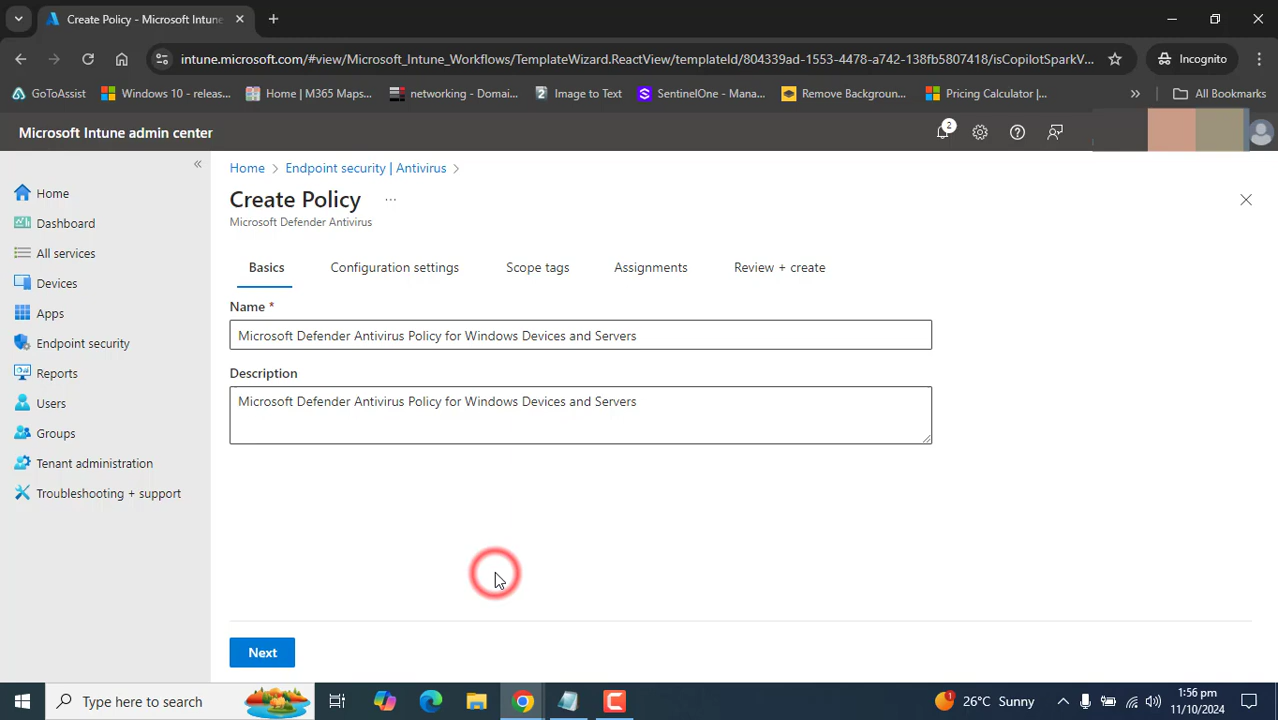 Create Policy - Microsoft Intune
intune.microsoft.com/#view/Microsoft_Intune_Workflows/TemplateWizard.ReactView/templateId/804339ad-1553-4478-a742-138fb5807418/isCopilotSparkV...
Incognito
GoToAssist
Windows 10 - releas...
Home | M365 Maps...
networking - Domai...
Image to Text
SentinelOne - Mana...
Remove Backgroun...
Pricing Calculator |...
All Bookmarks
Microsoft Intune admin center
2
Home
Dashboard
All services
Devices
Apps
Endpoint security
Reports
Users
Groups
Tenant administration
Troubleshooting + support
Home > Endpoint security | Antivirus >
Create Policy ...
Microsoft Defender Antivirus
Basics
Configuration settings
Scope tags
Assignments
Review + create
Name *
Microsoft Defender Antivirus Policy for Windows Devices and Servers
Description
Microsoft Defender Antivirus Policy for Windows Devices and Servers
Next
Type here to search
1
26°C Sunny
1:56 pm
11/10/2024